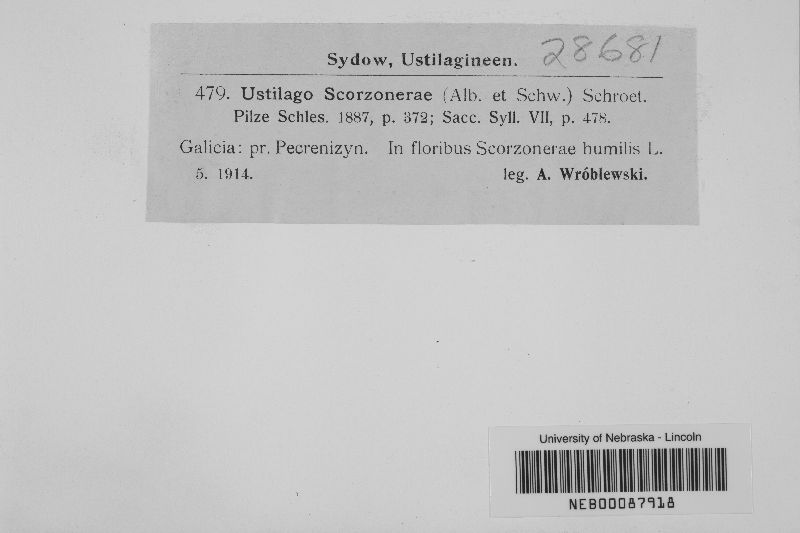 Sydow, Ustilagineen. 28681
479. Ustilago Scorzonerae (Alb. et Schw.) Schroet.
Pilze Schles. 1887, p. 372; Sacc. Syll. VII, p. 478.
Galicia: pr. Pecrenizyn. In floribus Scorzonerae humilis L.
5. 1914. leg. A. Wróblewski.
University of Nebraska - Lincoln
NEB00087918